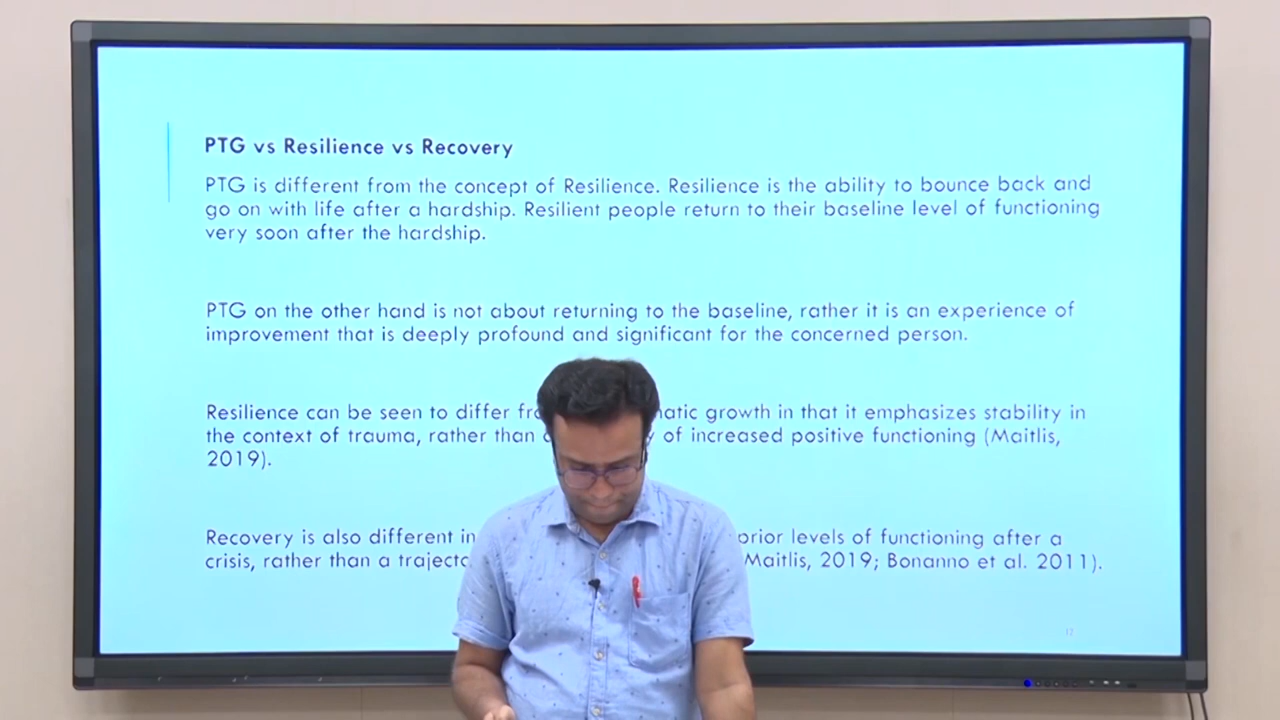 PTG vs Resilience vs Recovery
PTG is different from the concept of Resilience. Resilience is the ability to bounce back and
go on with life after a hardship. Resilient people return to their baseline level of functioning
very soon after the hardship.
PTG on the other hand is not about returning to the baseline, rather it is an experience of
improvement that is deeply profound and significant for the concerned person.
Resilience can be seen to differ growth in that it emphasizes stability in
the context of trauma, rather than of increased positive functioning (Maitlis,
2019).
Recovery is also different in prior levels of functioning after a
crisis, rather than a Maitlis, 2019; Bonanno et al. 2011).
12